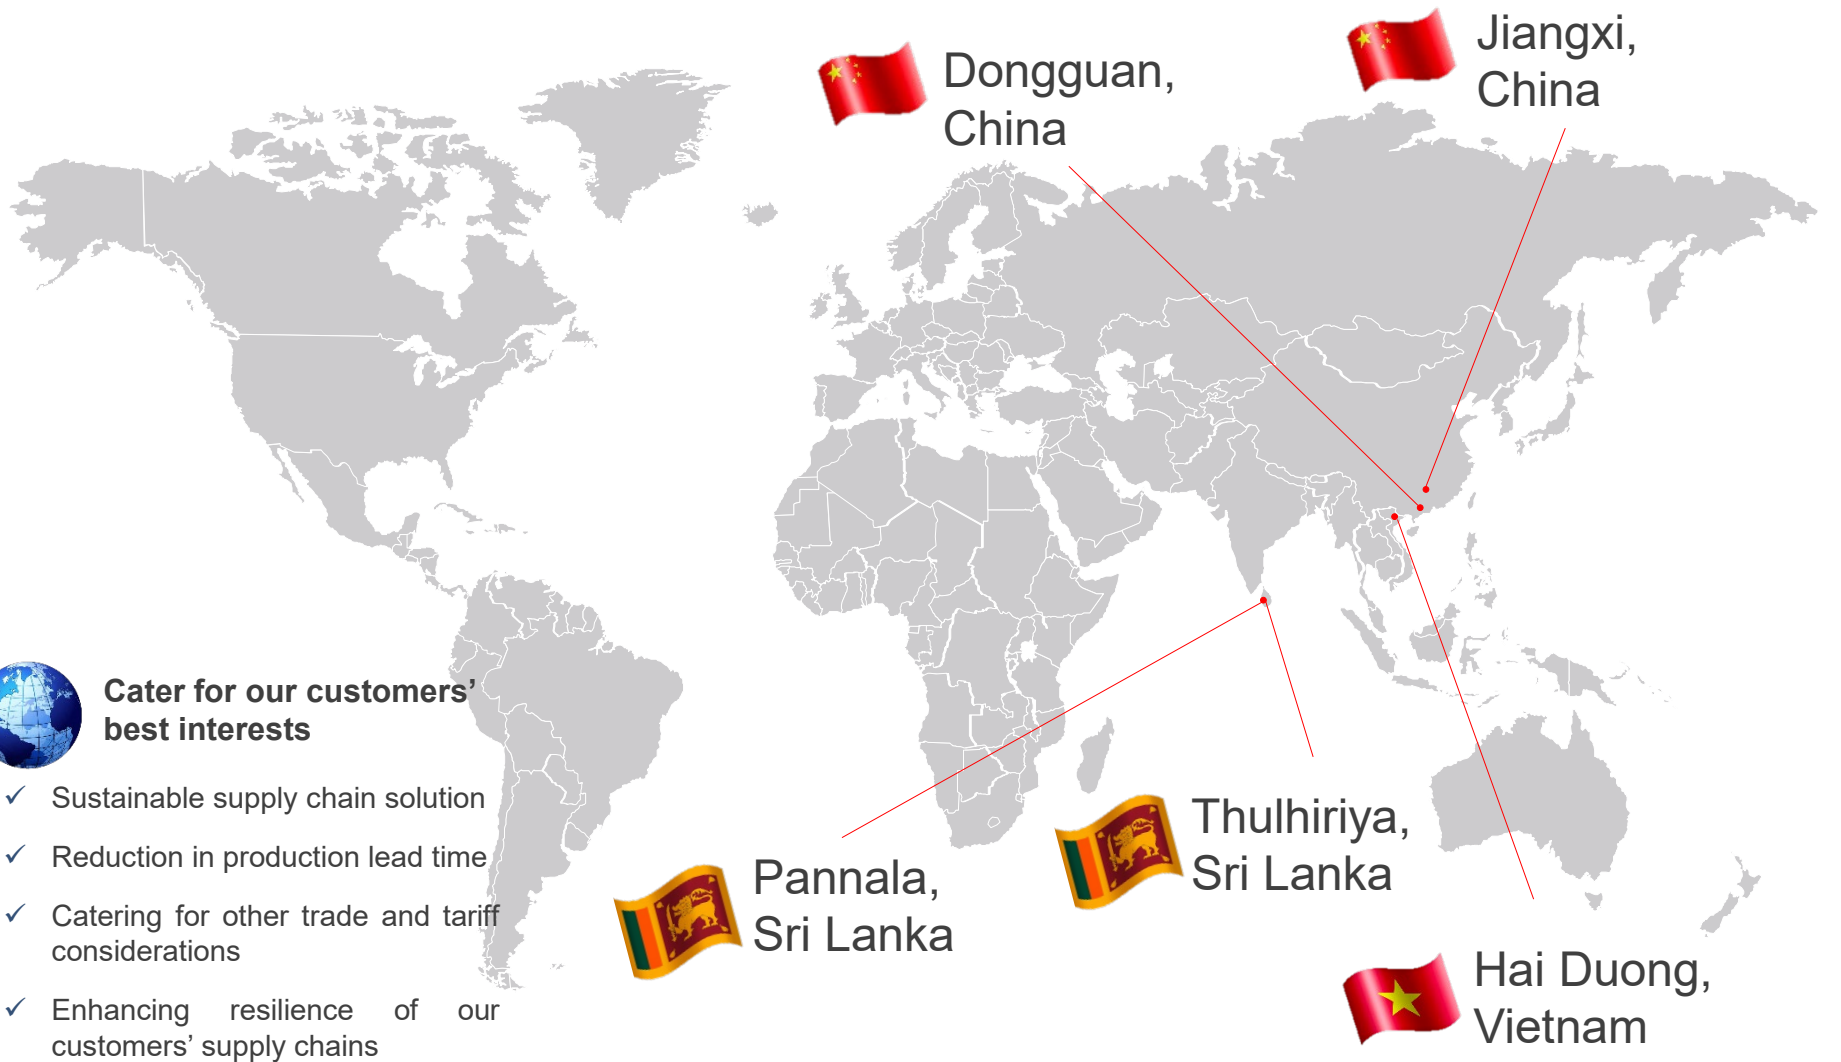 Jiangxi,
China
Dongguan,
China
Cater for our customers’
best interests
✓ Sustainable supply chain solution
✓ Reduction in production lead time
✓ Catering for other trade and tariff
considerations
✓ Enhancing resilience of our
customers’ supply chains
Thulhiriya,
Sri Lanka
Pannala,
Sri Lanka
Hai Duong,
Vietnam